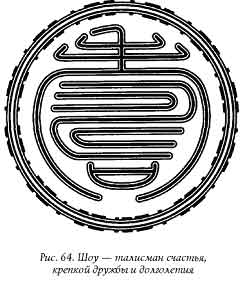 Рис. 64. Шоу — талисман счастья,
крепкой дружбы и долголетия